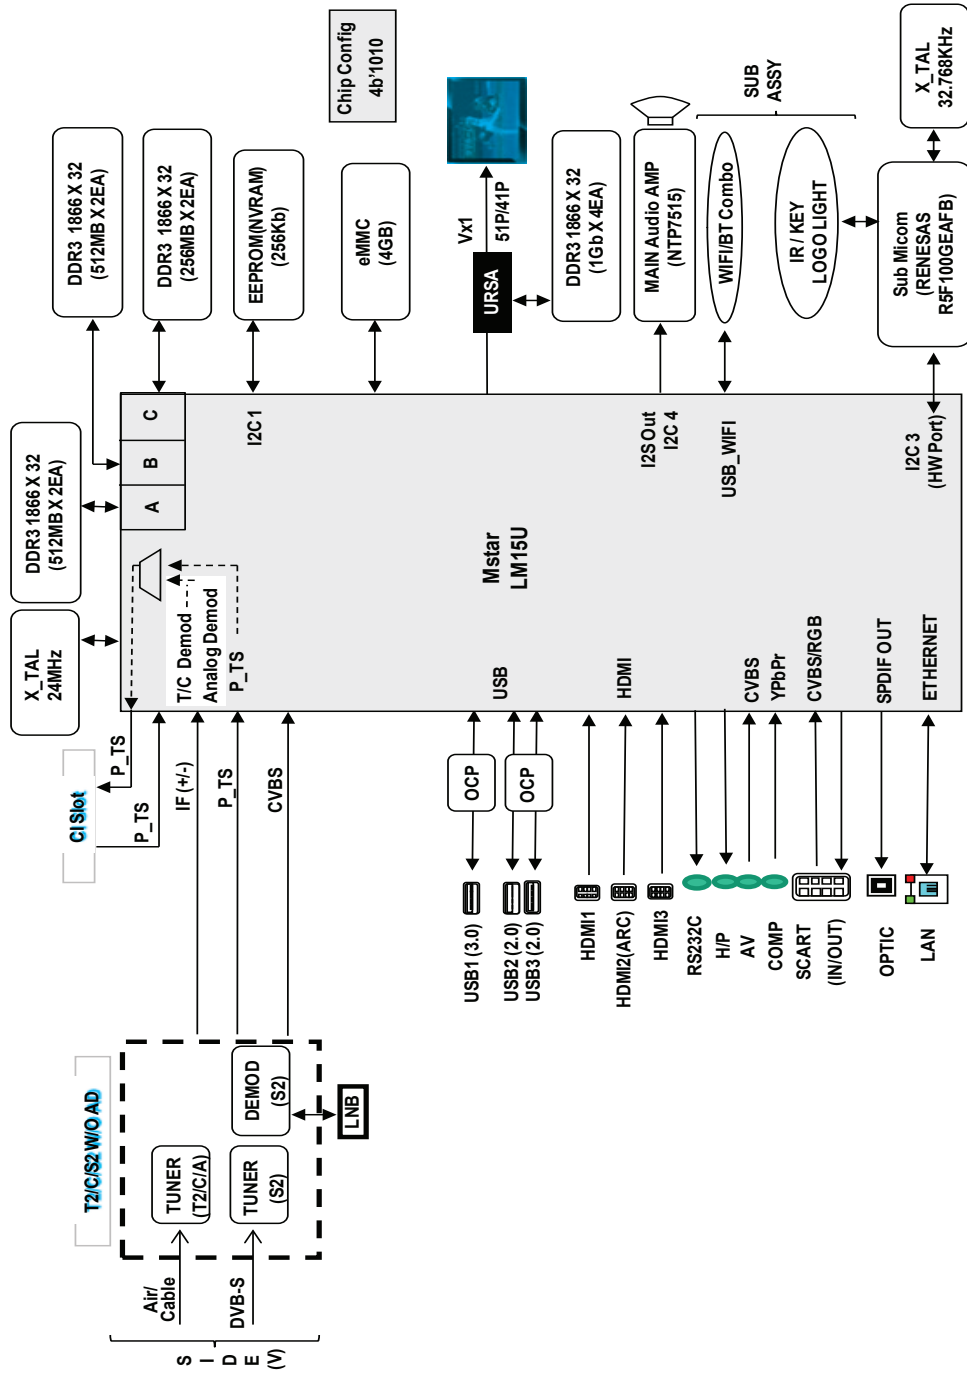 X_TAL
24MHz
DDR3 1866 X 32
(512MB X 2EA)
DDR3 1866 X 32
(512MB X 2EA)
DDR3 1866 X 32
(256MB X 2EA)
EEPROM(NVRAM)
(256Kb)
eMMC
(4GB)
Chip Config
4b'1010
Vx1
51P/41P
URSA
DDR3 1866 X 32
(1Gb X 4EA)
MAIN Audio AMP
(NTP7515)
WIFI/BT Combo
IR / KEY
LOGO LIGHT
SUB
ASSY
Sub Micom
(RENESAS
R5F100GEAFB)
X_TAL
32.768KHz
A
B
C
I2C 1
I2S Out
I2C 4
USB_WIFI
I2C 3
(HW Port)
Mstar
LM15U
T/C Demod
Analog Demod
P_TS
USB
HDMI
CVBS
YPbPr
CVBS/RGB
SPDIF OUT
ETHERNET
CI Slot
P_TS
P_TS
IF (+/-)
P_TS
CVBS
OCP
OCP
USB1 (3.0)
USB2 (2.0)
USB3 (2.0)
HDMI1
HDMI2(ARC)
HDMI3
RS232C
H/P
AV
COMP
SCART
(IN/OUT)
OPTIC
LAN
T2/C/S2 W/O AD
TUNER
(T2/C/A)
TUNER
(S2)
DEMOD
(S2)
LNB
Air/
Cable
DVB-S
S
I
D
E
(V)